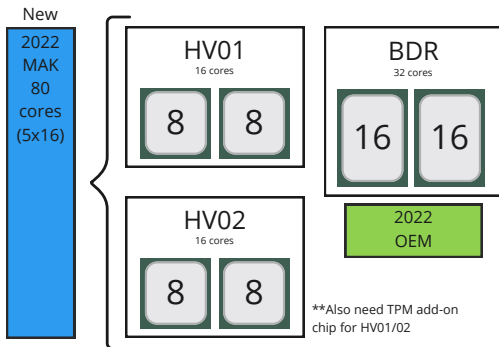 New
2022
MAK
80
cores
(5x16)
HV01
16 cores
8 8
HV02
16 cores
8 8
BDR
32 cores
16 16
2022
OEM
**Also need TPM add-on
chip for HV01/02